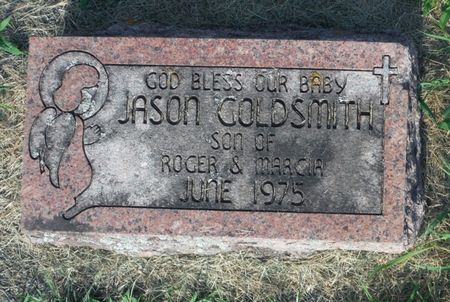 GOD BLESS OUR BABY
JASON GOLDSMITH
SON OF
ROGER & MARCIA
JUNE 1975